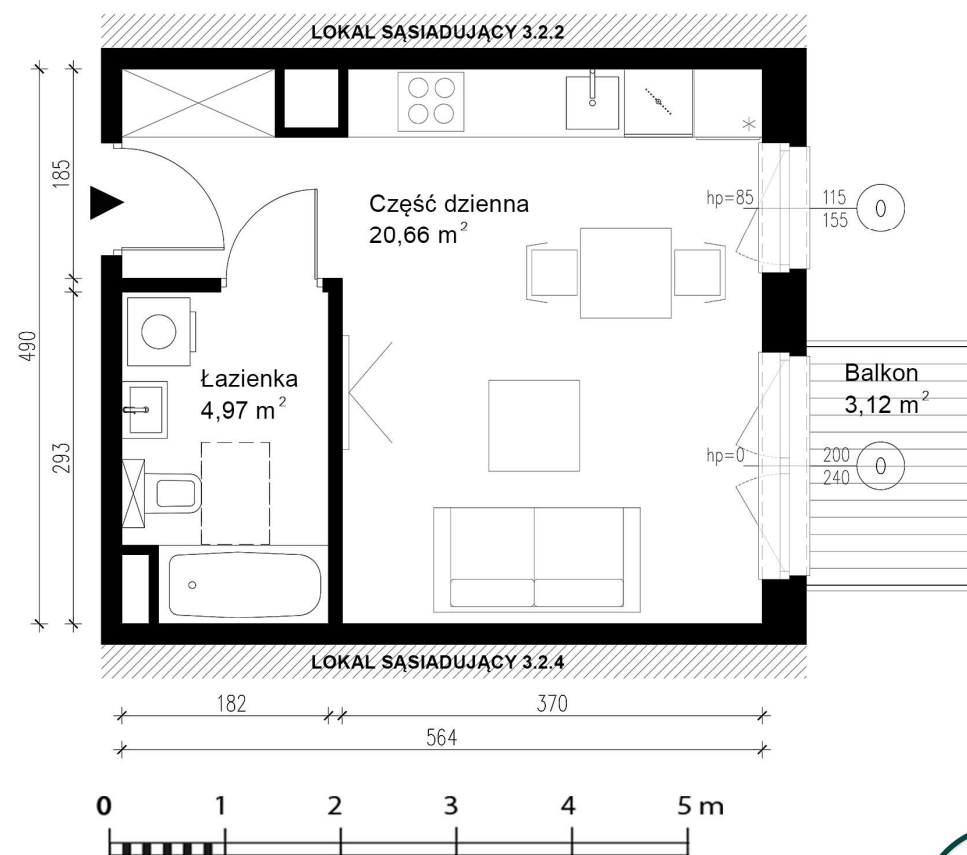 LOKAL SĄSIADUJĄCY 3.2.2
185
490
293
Część dzienna
20,66 m²
hp=85
115
155
0
Łazienka
4,97 m²
Balkon
3,12 m²
hp=0
200
240
0
LOKAL SĄSIADUJĄCY 3.2.4
182
370
564
0 1 2 3 4 5 m